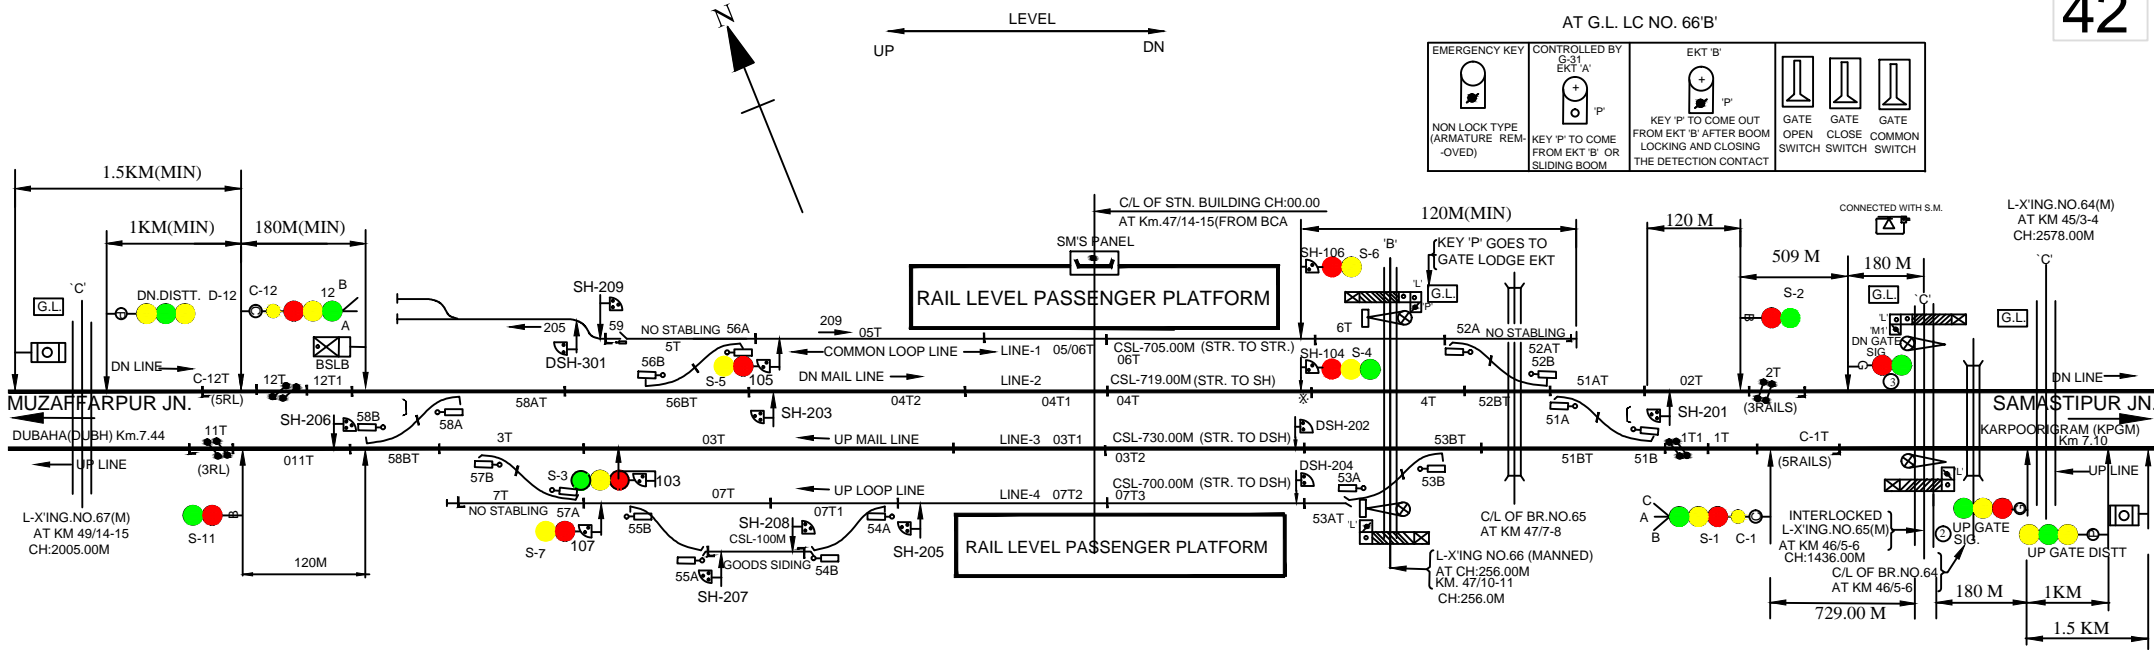 42
N
LEVEL
UP
DN
AT G.L. LC NO. 66'B'
EMERGENCY KEY
NON LOCK TYPE
(ARMATURE REM-
-OVED)
CONTROLLED BY
G-31
EKT 'A'
'P'
KEY 'P' TO COME
FROM EKT 'B' OR
SLIDING BOOM
EKT 'B'
'P'
KEY 'P' TO COME OUT
FROM EKT 'B' AFTER BOOM
LOCKING AND CLOSING
THE DETECTION CONTACT
GATE
OPEN
SWITCH
GATE
CLOSE
SWITCH
GATE
COMMON
SWITCH
1.5KM(MIN)
1KM(MIN)
180M(MIN)
C/L OF STN. BUILDING CH:00.00
AT Km.47/14-15(FROM BCA
SM'S PANEL
120M(MIN)
120 M
509 M
180 M
CONNECTED WITH S.M.
L-X'ING.NO.64(M)
AT KM 45/3-4
CH:2578.00M
'C'
G.L.
DN.DISTT. D-12
C-12
12
B
A
BSLB
SH-209
DSH-301
205
59
NO STABLING
5T
56A
56B
209
05T
RAIL LEVEL PASSENGER PLATFORM
COMMON LOOP LINE
LINE-1
05/06T
CSL-705.00M (STR. TO STR.)
06T
SH-106
S-6
'B'
KEY 'P' GOES TO
GATE LODGE EKT
'L'
G.L.
'P'
6T
52A
NO STABLING
52AT
52B
S-2
B
G.L.
'C'
'L'
'M1'
DN GATE
SIG.
G
3
G.L.
'C'
DN LINE
C-12T
(5RL)
12T
12T1
S-5
105
DN MAIL LINE
LINE-2
CSL-719.00M (STR. TO SH)
SH-104
S-4
51AT
02T
2T
(3RAILS)
DN LINE
MUZAFFARPUR JN.
58AT
56BT
04T2
04T1
04T
4T
52BT
SAMASTIPUR JN.
DUBAHA(DUBH) Km.7.44
SH-206
58B
58A
SH-203
DSH-202
51A
SH-201
KARPOORIGRAM (KPGM)
Km 7.10
11T
(3RL)
011T
58BT
3T
03T
UP MAIL LINE
LINE-3
03T1
CSL-730.00M (STR. TO DSH)
03T2
53BT
51BT
51B
1T1
1T
C-1T
(5RAILS)
UP LINE
UP LINE
57B
S-3
103
UP LOOP LINE
LINE-4
CSL-700.00M (STR. TO DSH)
DSH-204
53A
53B
7T
NO STABLING
57A
07T
07T1
07T2
07T3
53AT
'L'
'L'
L-X'ING.NO.67(M)
AT KM 49/14-15
CH:2005.00M
S-11
B
120M
S-7
107
55B
SH-208
CSL-100M
54A
SH-205
GOODS SIDING
55A
54B
SH-207
RAIL LEVEL PASSENGER PLATFORM
C/L OF BR.NO.65
AT KM 47/7-8
L-X'ING NO.66 (MANNED)
AT CH:256.00M
KM. 47/10-11
CH:256.0M
C
A
B
S-1
C-1
C
INTERLOCKED
L-X'ING.NO.65(M)
AT KM 46/5-6
CH:1436.00M
C/L OF BR.NO.64
AT KM 46/5-6
2
UP GATE
SIG.
UP GATE DISTT
729.00 M
180 M
1KM
1.5 KM